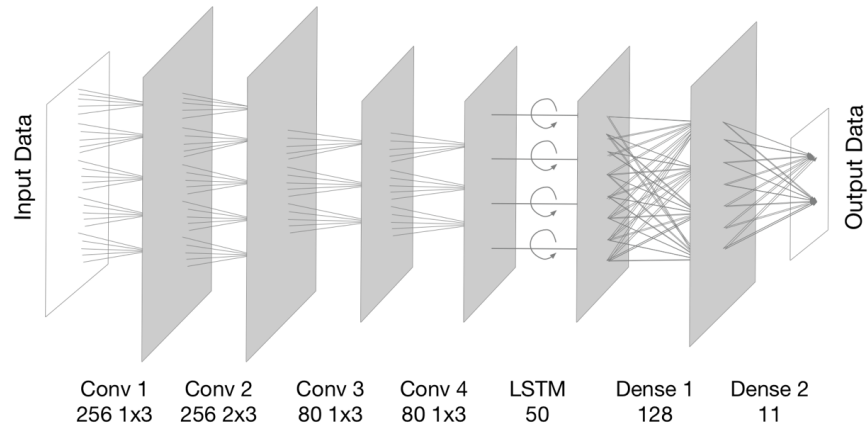 Input Data
Output Data
Conv 1
256 1x3
Conv 2
256 2x3
Conv 3
80 1x3
Conv 4
80 1x3
LSTM
50
Dense 1
128
Dense 2
11